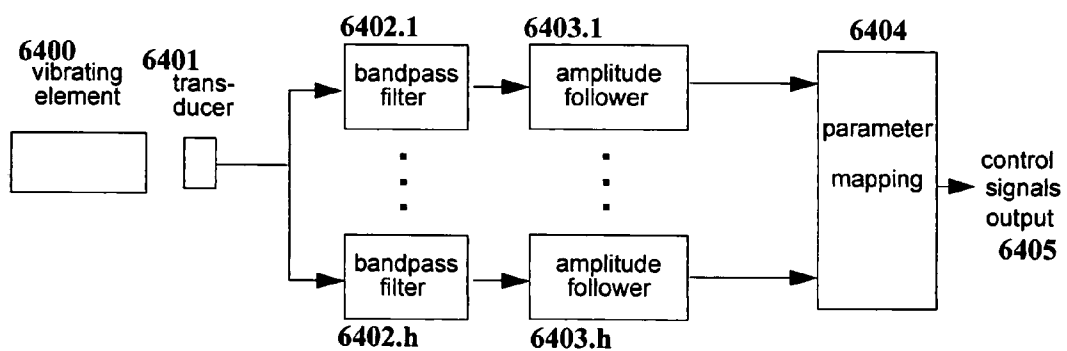 6400
vibrating
element
6401
trans-
ducer
6402.1
bandpass
filter
6403.1
amplitude
follower
6402.h
bandpass
filter
6403.h
amplitude
follower
6404
parameter
mapping
control
signals
output
6405